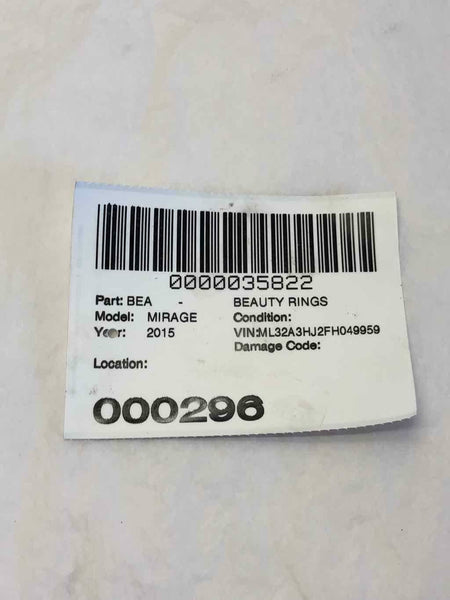 0000035822
Part: BEA - BEAUTY RINGS
Model: MIRAGE Condition:
Year: 2015 VIN:ML32A3HJ2FH049959
Damage Code:
Location:
000296